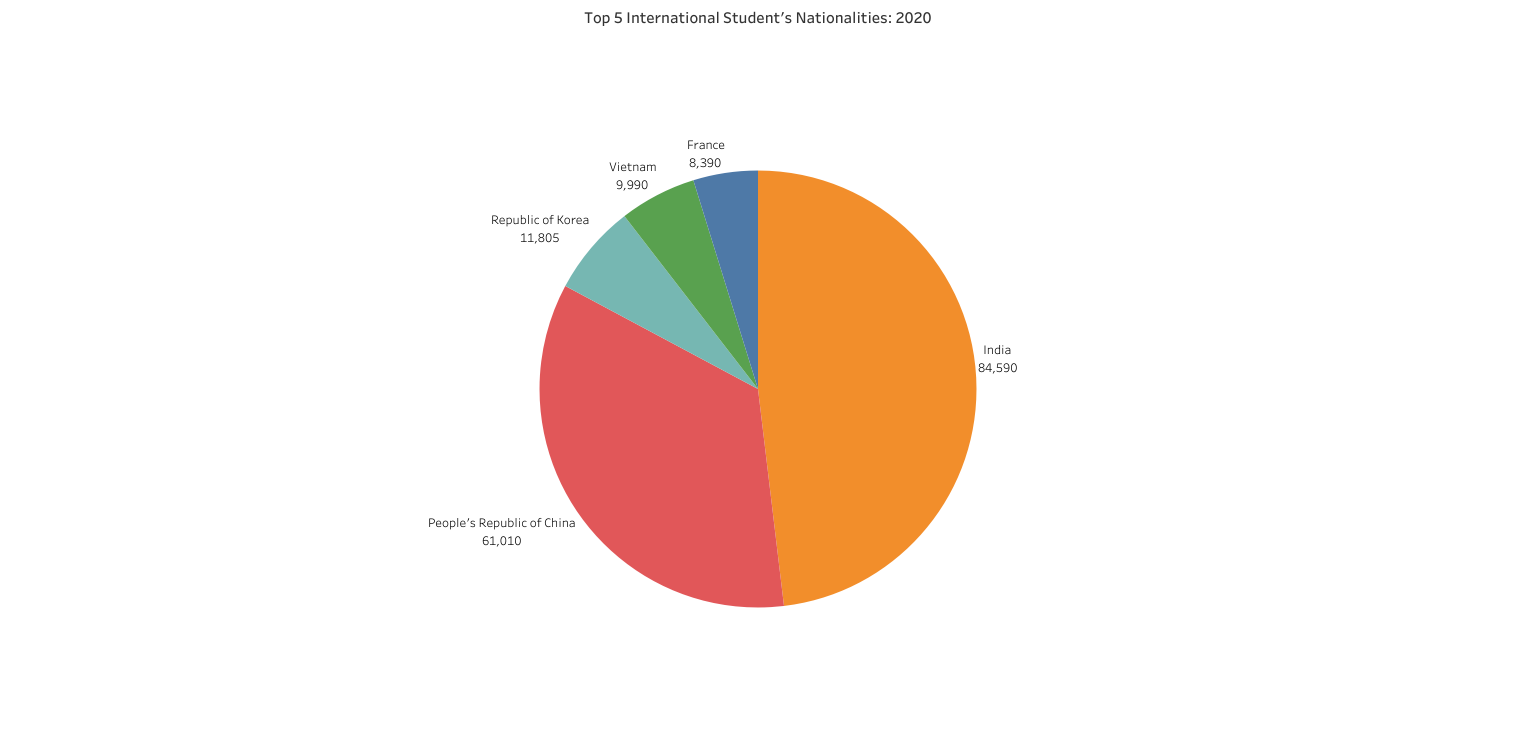 Top 5 International Student’s Nationalities: 2020
France
8,390
Vietnam
9,990
Republic of Korea
11,805
India
84,590
People’s Republic of China
61,010